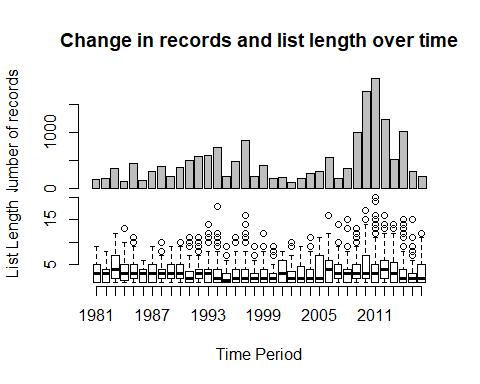 Change in records and list length over time
Number of records
0
1000
List Length
5
15
1981
1987
1993
1999
2005
2011
Time Period